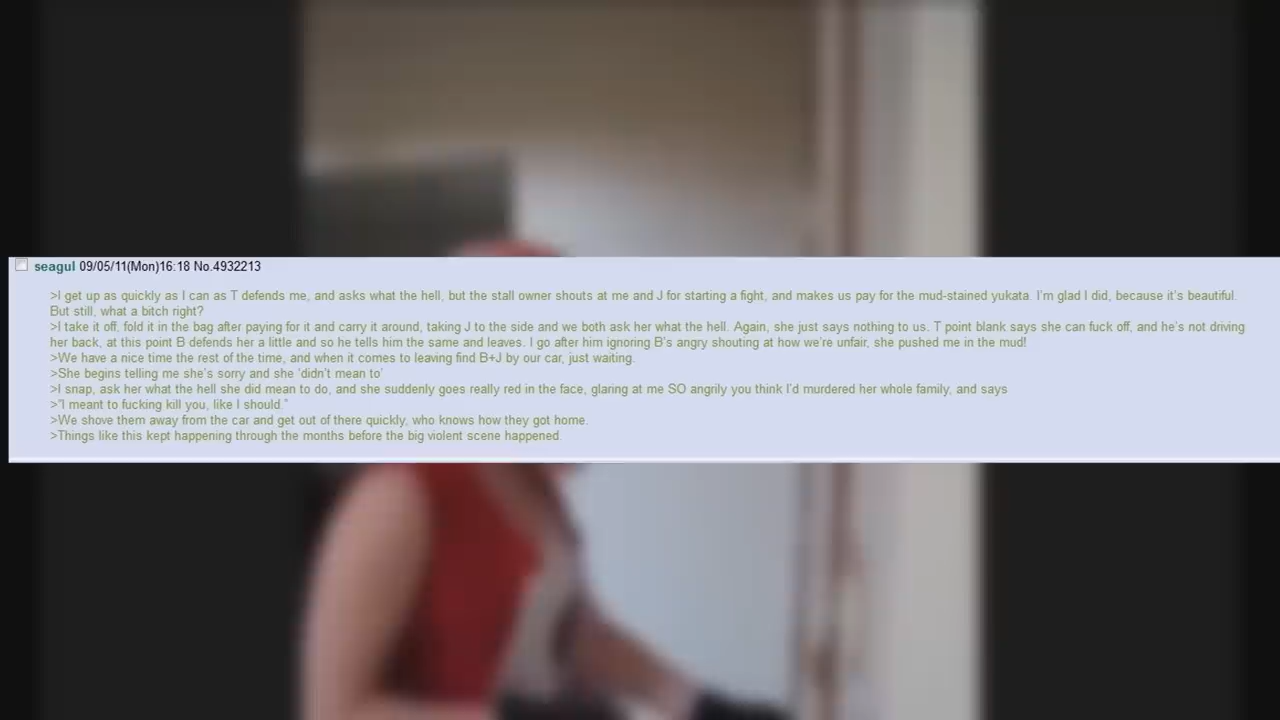 seagul 09/05/11(Mon)16:18 No.4932213
>I get up as quickly as I can as T defends me, and asks what the hell, but the stall owner shouts at me and J for starting a fight, and makes us pay for the mud-stained yukata. I'm glad I did, because it's beautiful.
But still, what a bitch right?
>I take it off, fold it in the bag after paying for it and carry it around, taking J to the side and we both ask her what the hell. Again, she just says nothing to us. T point blank says she can fuck off, and he's not driving
her back, at this point B defends her a little and so he tells him the same and leaves. I go after him ignoring B's angry shouting at how we're unfair, she pushed me in the mud!
>We have a nice time the rest of the time, and when it comes to leaving find B+J by our car, just waiting.
>She begins telling me she's sorry and she 'didn't mean to'
>I snap, ask her what the hell she did mean to do, and she suddenly goes really red in the face, glaring at me SO angrily you think I'd murdered her whole family, and says
>"I meant to fucking kill you, like I should."
>We shove them away from the car and get out of there quickly, who knows how they got home.
>Things like this kept happening through the months before the big violent scene happened.